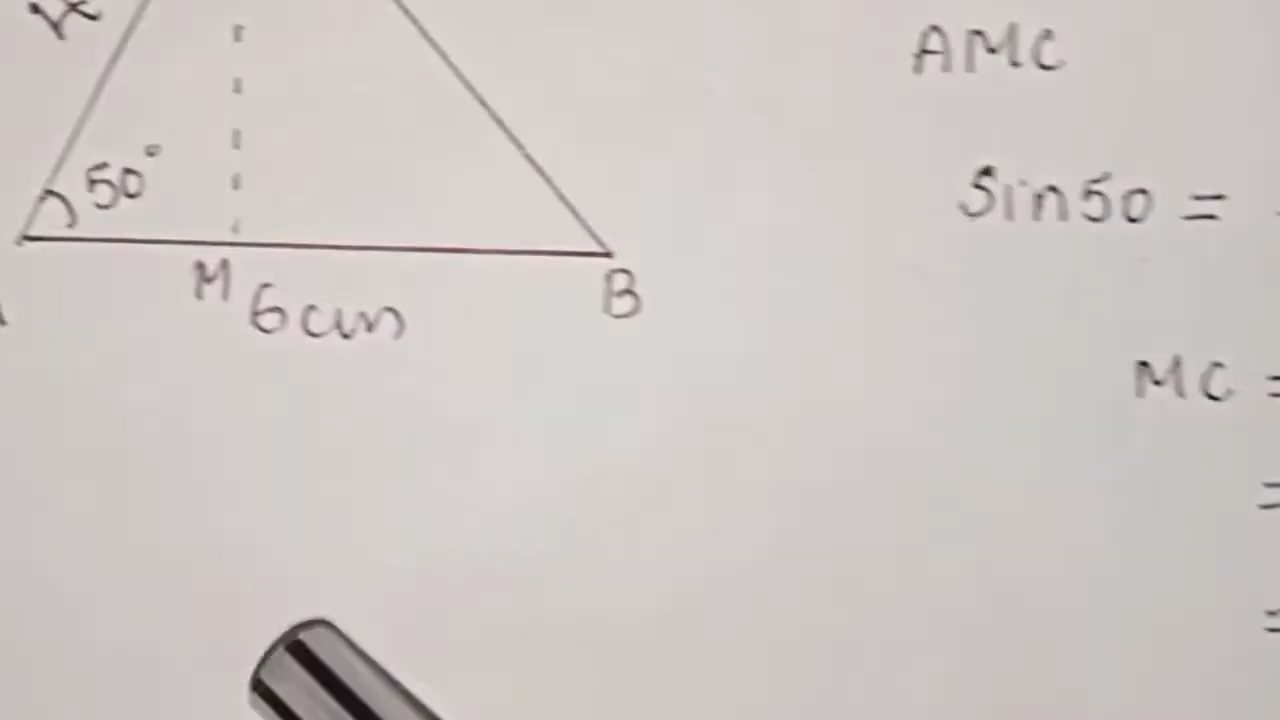 50°
M 6cm B
AMC
Sin50 =
MC =
=
=